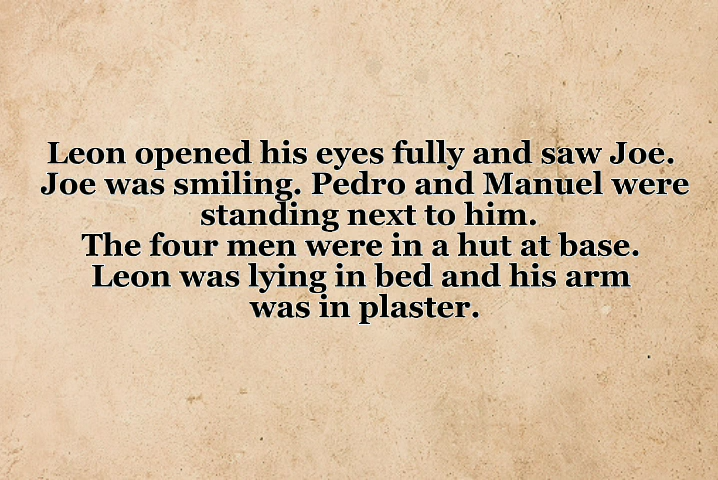 Leon opened his eyes fully and saw Joe.
Joe was smiling. Pedro and Manuel were
standing next to him.
The four men were in a hut at base.
Leon was lying in bed and his arm
was in plaster.